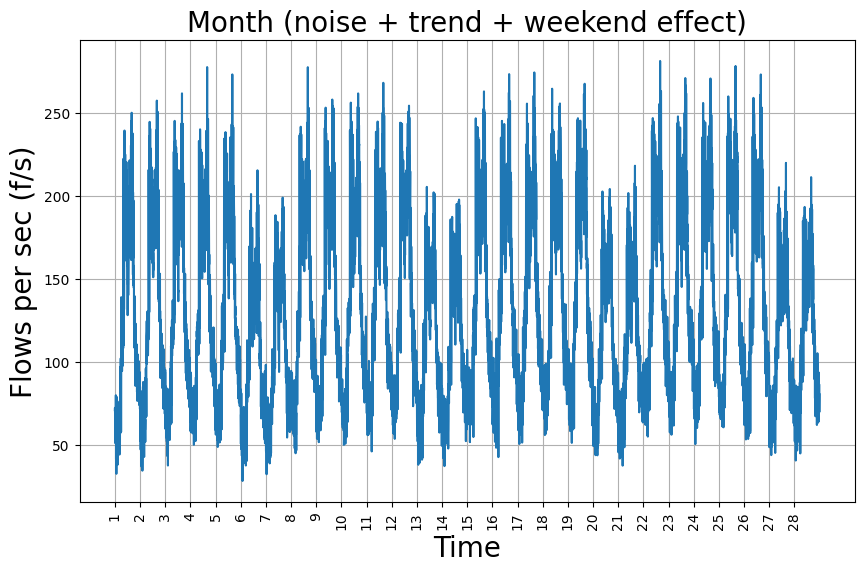 Month (noise + trend + weekend effect)
Flows per sec (f/s)
250
200
150
100
50
1 2 3 4 5 6 7 8 9 10 11 12 13 14 15 16 17 18 19 20 21 22 23 24 25 26 27 28
Time